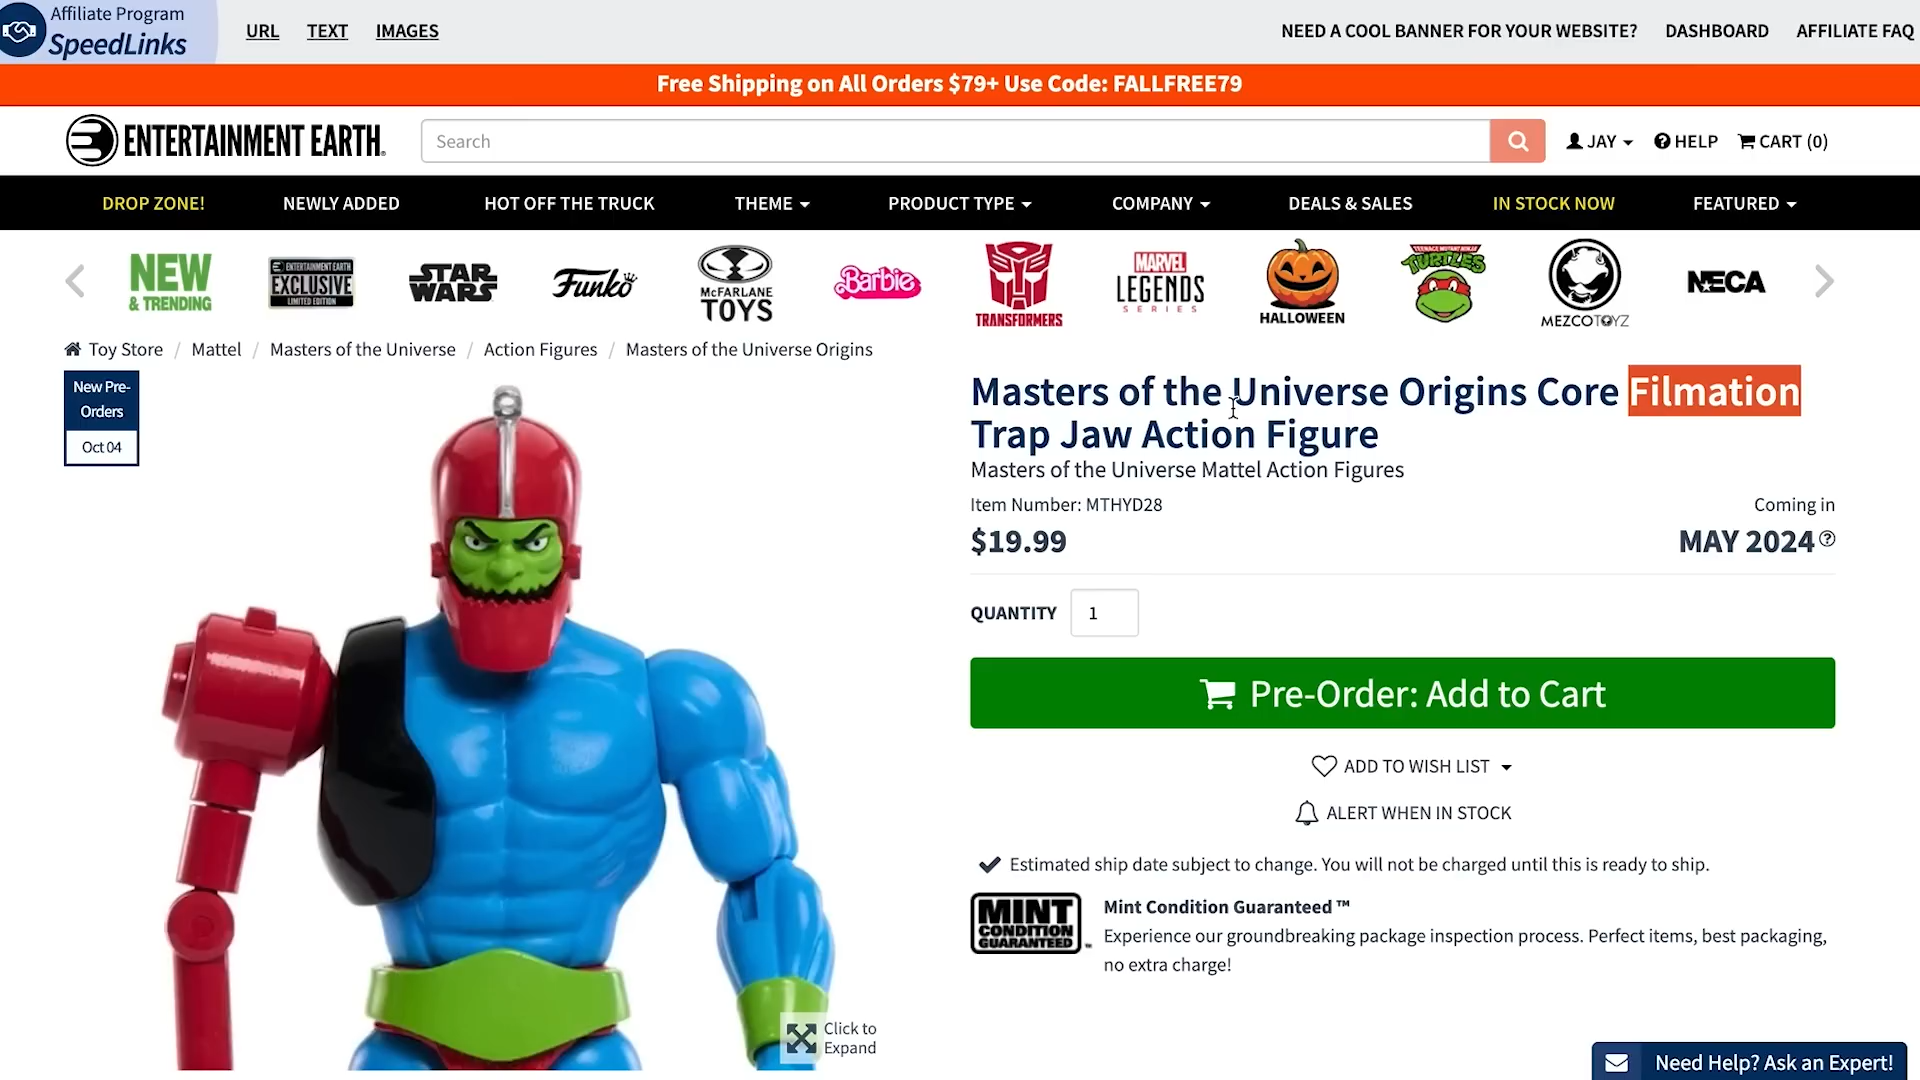 Affiliate Program
SpeedLinks
URL TEXT IMAGES
NEED A COOL BANNER FOR YOUR WEBSITE? DASHBOARD AFFILIATE FAQ
Free Shipping on All Orders $79+ Use Code: FALLFREE79
ENTERTAINMENT EARTH®
Search
JAY HELP CART (0)
DROP ZONE! NEWLY ADDED HOT OFF THE TRUCK THEME PRODUCT TYPE COMPANY DEALS & SALES IN STOCK NOW FEATURED
NEW
& TRENDING
ENTERTAINMENT EARTH
EXCLUSIVE
LIMITED EDITION
STAR
WARS
Funko
McFARLANE
TOYS
Barbie
TRANSFORMERS
MARVEL
LEGENDS
SERIES
HALLOWEEN
TEENAGE MUTANT NINJA
TURTLES
MEZCOTOYZ
NECA
Toy Store / Mattel / Masters of the Universe / Action Figures / Masters of the Universe Origins
New Pre-
Orders
Oct 04
Masters of the Universe Origins Core Filmation
Trap Jaw Action Figure
Masters of the Universe Mattel Action Figures
Item Number: MTHYD28
Coming in
$19.99
MAY 2024
QUANTITY 1
Pre-Order: Add to Cart
ADD TO WISH LIST
ALERT WHEN IN STOCK
Estimated ship date subject to change. You will not be charged until this is ready to ship.
MINT
CONDITION
GUARANTEED
Mint Condition Guaranteed ™
Experience our groundbreaking package inspection process. Perfect items, best packaging,
no extra charge!
Click to
Expand
Need Help? Ask an Expert!